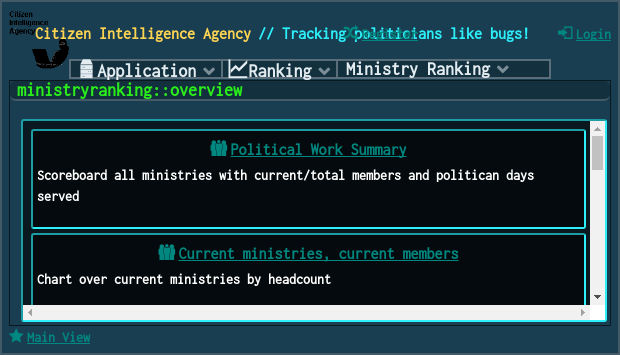 Citizen
Intelligence
Agency
Citizen Intelligence Agency // Tracking politicians like bugs!
Login
Application
Ranking
Ministry Ranking
ministryranking::overview
Political Work Summary
Scoreboard all ministries with current/total members and politican days
served
Current ministries, current members
Chart over current ministries by headcount
Main View